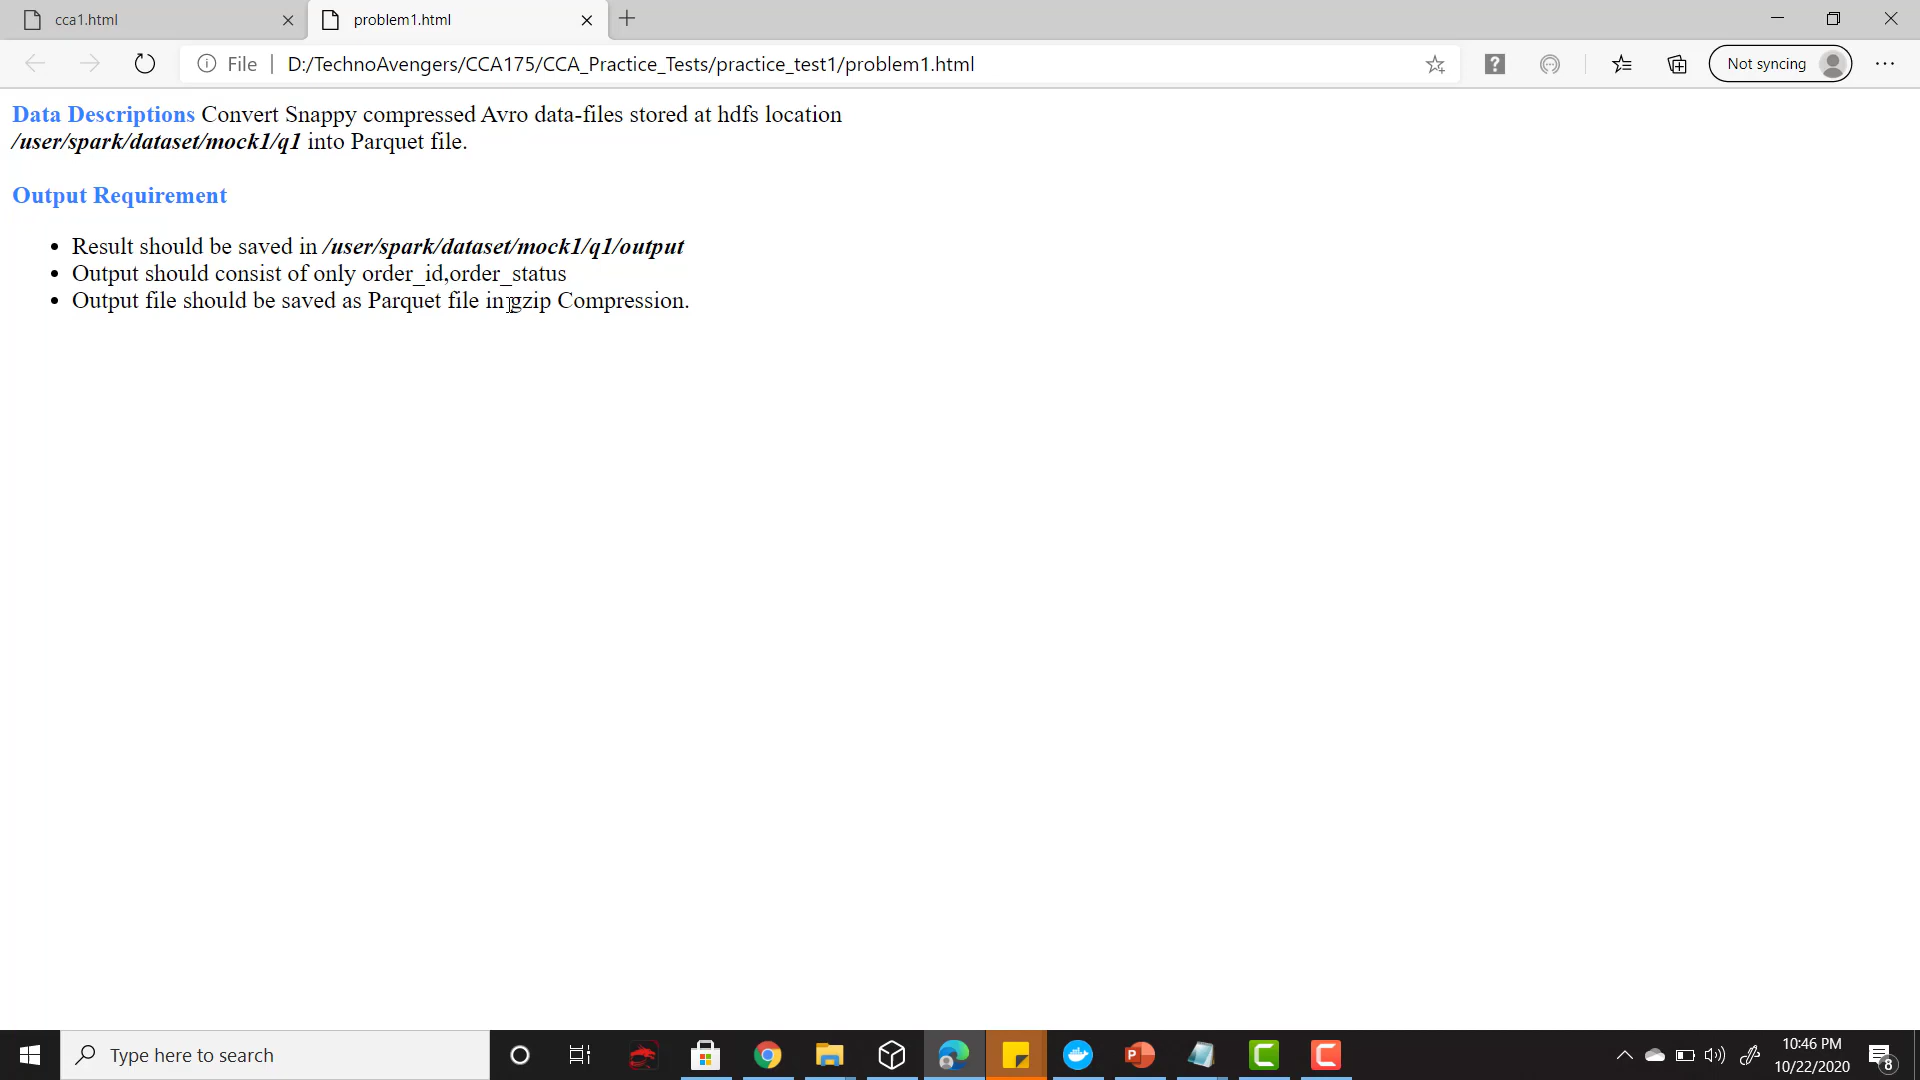 cca1.html
problem1.html
File
D:/TechnoAvengers/CCA175/CCA_Practice_Tests/practice_test1/problem1.html
Not syncing
Data Descriptions Convert Snappy compressed Avro data-files stored at hdfs location
/user/spark/dataset/mock1/q1 into Parquet file.
Output Requirement
• Result should be saved in /user/spark/dataset/mock1/q1/output
• Output should consist of only order_id,order_status
• Output file should be saved as Parquet file in gzip Compression.
Type here to search
10:46 PM
10/22/2020
8